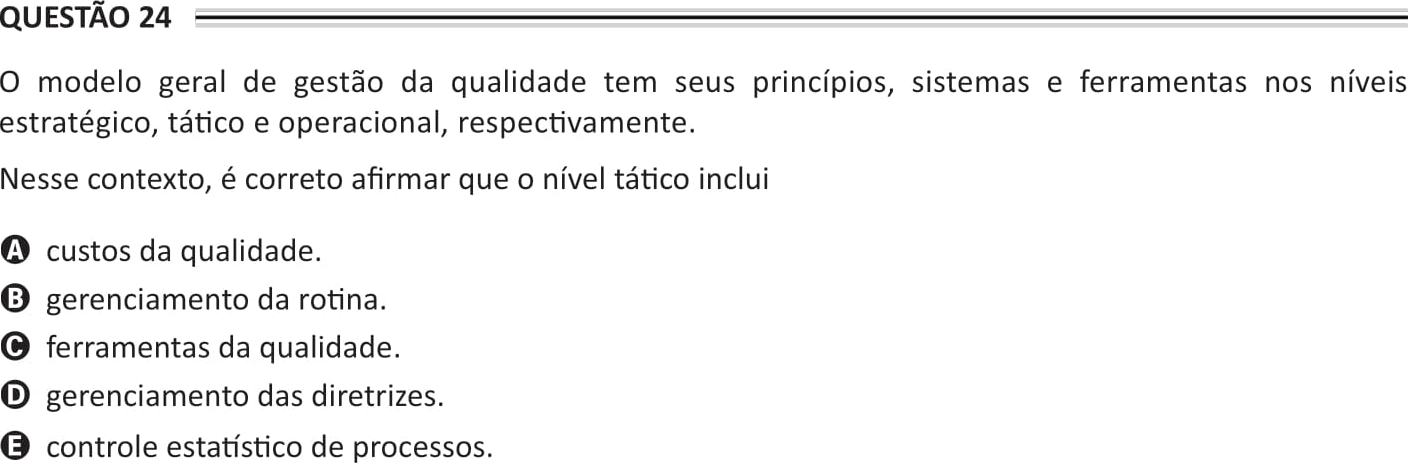 QUESTÃO 24
O modelo geral de gestão da qualidade tem seus princípios, sistemas e ferramentas nos níveis
estratégico, tático e operacional, respectivamente.
Nesse contexto, é correto afirmar que o nível tático inclui
A custos da qualidade.
B gerenciamento da rotina.
C ferramentas da qualidade.
D gerenciamento das diretrizes.
E controle estatístico de processos.